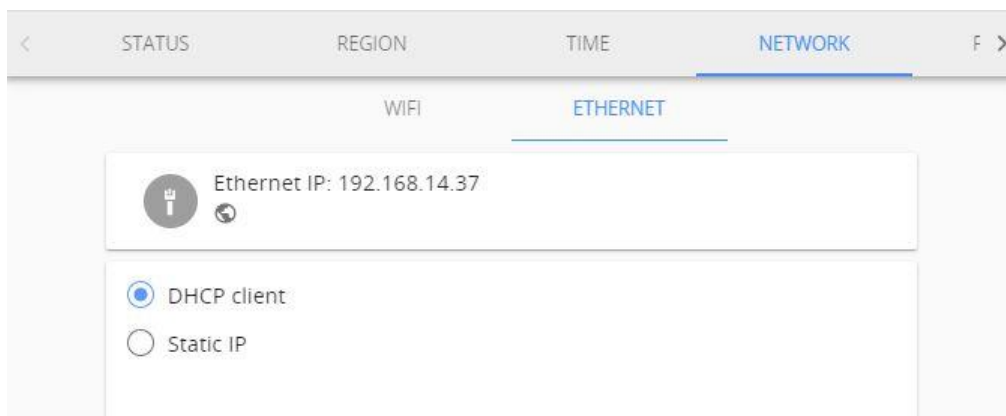 STATUS REGION TIME NETWORK
WIFI ETHERNET
Ethernet IP: 192.168.14.37
DHCP client
Static IP